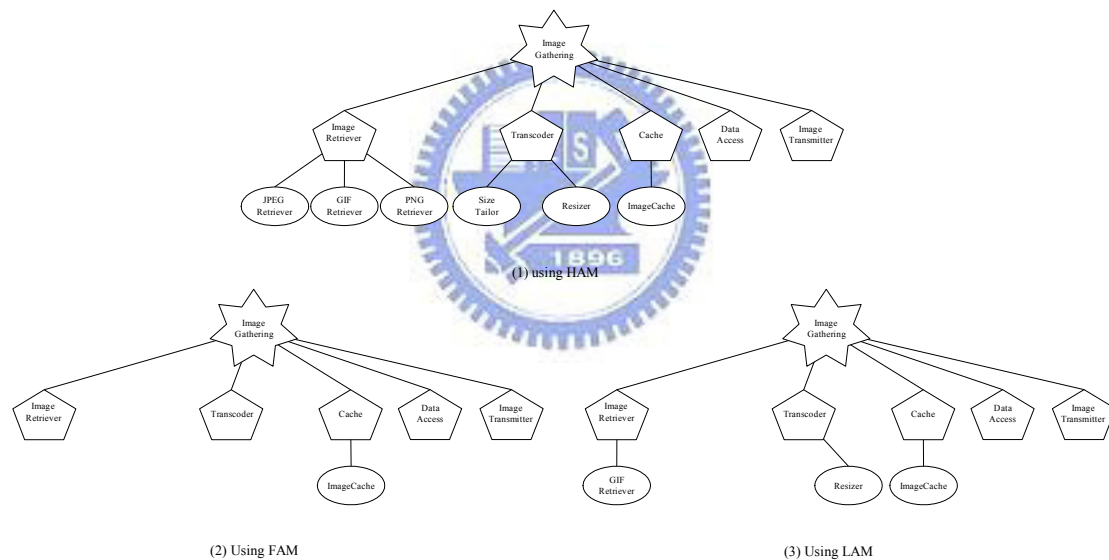 Image
Gathering
Image
Retriever
Transcoder
Cache
Data
Access
Image
Transmitter
JPEG
Retriever
GIF
Retriever
PNG
Retriever
Size
Tailor
Resizer
ImageCache
S
1896
(1) using HAM
Image
Gathering
Image
Retriever
Transcoder
Cache
Data
Access
Image
Transmitter
ImageCache
(2) Using FAM
Image
Gathering
Image
Retriever
Transcoder
Cache
Data
Access
Image
Transmitter
GIF
Retriever
Resizer
ImageCache
(3) Using LAM